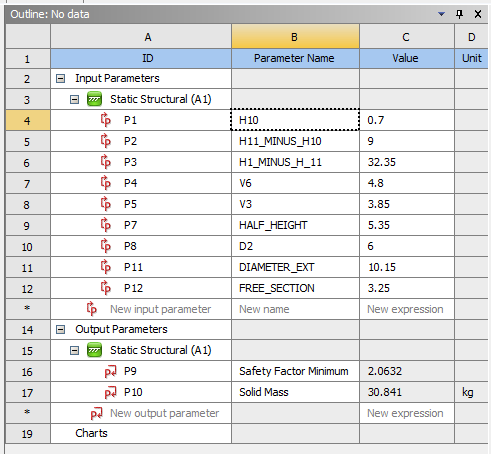 Outline: No data
A B C D
1 ID Parameter Name Value Unit
2 Input Parameters
3 Static Structural (A1)
4 P1 H10 0.7
5 P2 H11_MINUS_H10 9
6 P3 H1_MINUS_H_11 32.35
7 P4 V6 4.8
8 P5 V3 3.85
9 P7 HALF_HEIGHT 5.35
10 P8 D2 6
11 P11 DIAMETER_EXT 10.15
12 P12 FREE_SECTION 3.25
* New input parameter New name New expression
14 Output Parameters
15 Static Structural (A1)
16 P9 Safety Factor Minimum 2.0632
17 P10 Solid Mass 30.841 kg
* New output parameter New expression
19 Charts